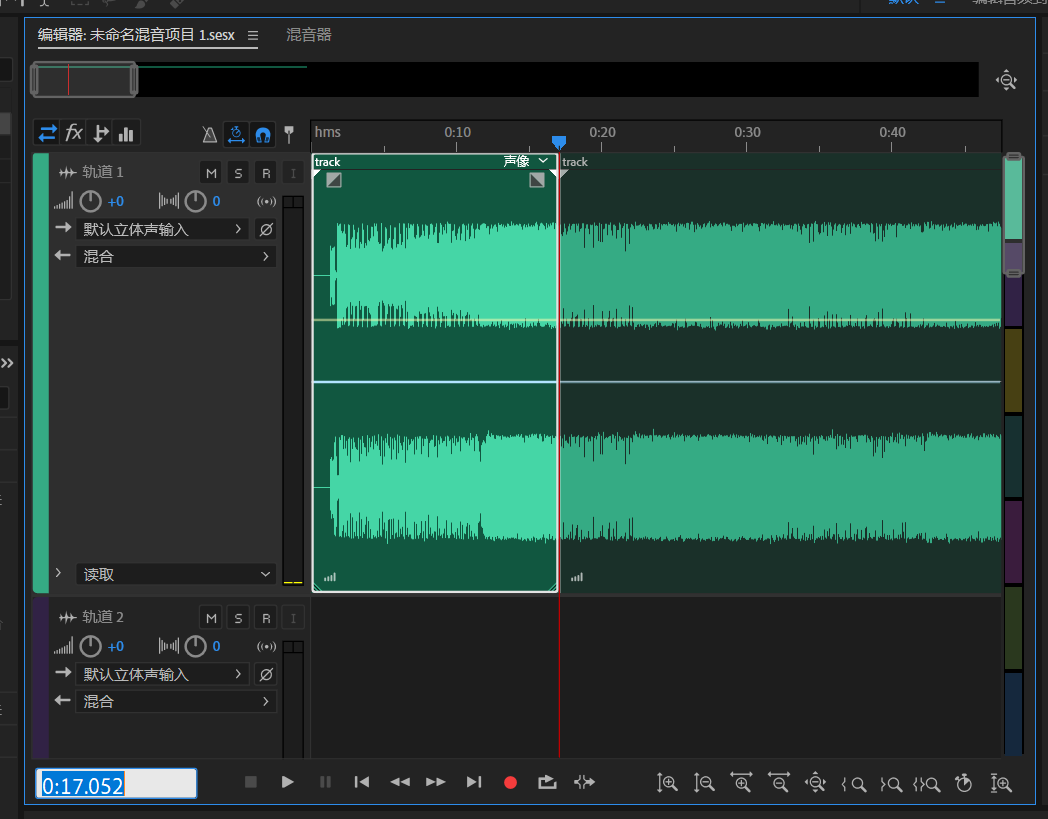 编辑器: 未命名混音项目 1.sesx
混音器
fx
hms 0:10 0:20 0:30 0:40
轨道 1 M S R I
track 声像 track
+0 0
默认立体声输入
混合
读取
轨道 2 M S R I
+0 0
默认立体声输入
混合
0:17.052